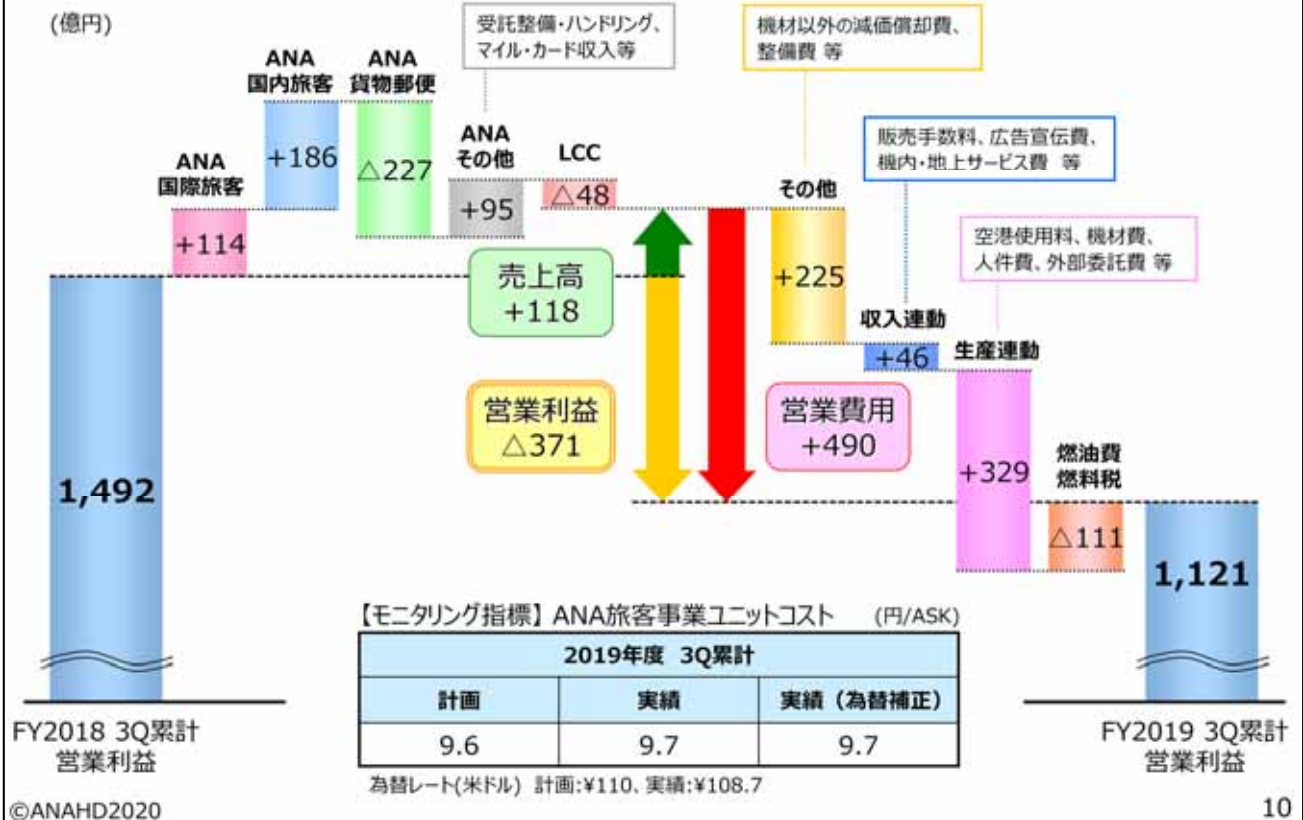 (億円)
受託整備・ハンドリング、
マイル・カード収入等
機材以外の減価償却費、
整備費 等
ANA
国内旅客
ANA
貨物郵便
販売手数料、広告宣伝費、
機内・地上サービス費 等
ANA
国際旅客
+186
△227
ANA
その他
LCC
その他
+114
+95
△48
空港使用料、機材費、
人件費、外部委託費 等
売上高
+118
+225
収入連動
+46
生産連動
営業利益
△371
営業費用
+490
+329
燃油費
燃料税
1,492
△111
1,121
【モニタリング指標】ANA旅客事業ユニットコスト (円/ASK)
2019年度 3Q累計
計画 実績 実績(為替補正)
9.6 9.7 9.7
為替レート(米ドル) 計画:¥110、実績:¥108.7
FY2018 3Q累計
営業利益
FY2019 3Q累計
営業利益
©ANAHD2020
10